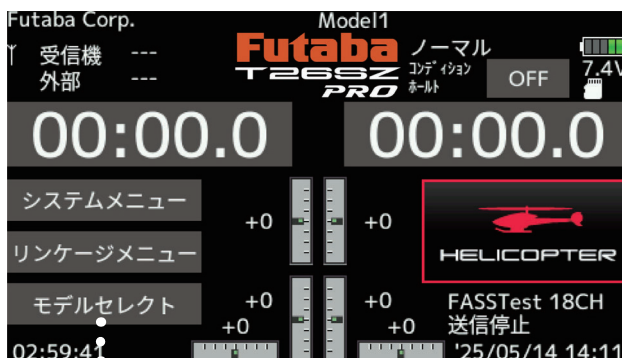 Futaba Corp.
Model1
受信機 ---
外部 ---
Futaba
T26SZ
PRO
ノーマル
コンディション
ホールト
OFF
7.4V
00:00.0
00:00.0
システムメニュー
リンケージメニュー
モデルセレクト
+0
+0
+0
+0
+0
+0
HELICOPTER
FASSTest 18CH
送信停止
02:59:41
'25/05/14 14:11